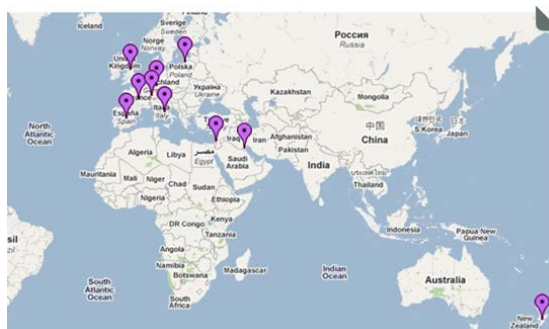 Iceland
Sverige
Sweden
Norge
Norway
Россия
Russia
United
Kingdom
Polska
Poland
Україна
Ukraine
España
Spain
Italia
Italy
Kazakhstan
Mongolia
中国
China
S Korea
Japan
Iraq
Iran
Afghanistan
Pakistan
North
Atlantic
Ocean
Algeria
Libya
مصر
Egypt
Saudi
Arabia
India
Mauritania
Mali
Niger
Chad
Sudan
Thailand
Nigeria
Ethiopia
DR Congo
Kenya
Tanzania
Indonesia
Papua New
Guinea
Angola
Namibia
Botswana
Madagascar
South
Atlantic
Ocean
Indian
Ocean
Australia
South
Africa
New
Zealand